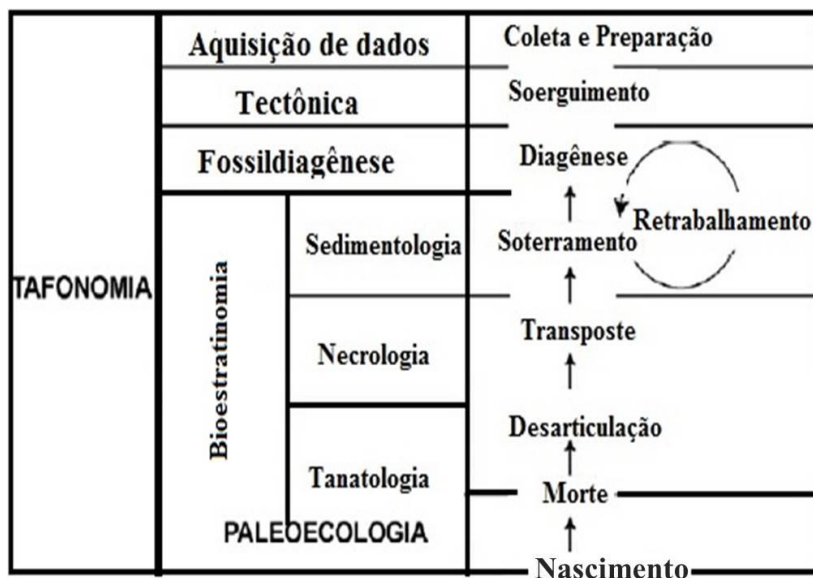 Aquisição de dados
Coleta e Preparação
Tectônica
Soerguimento
Fossildiagênese
Diagênese
Retrabalhamento
Sedimentologia
Soterramento
TAFONOMIA
Bioestratinomia
Necrologia
Transposte
Desarticulação
Tanatologia
Morte
PALEOECOLOGIA
Nascimento